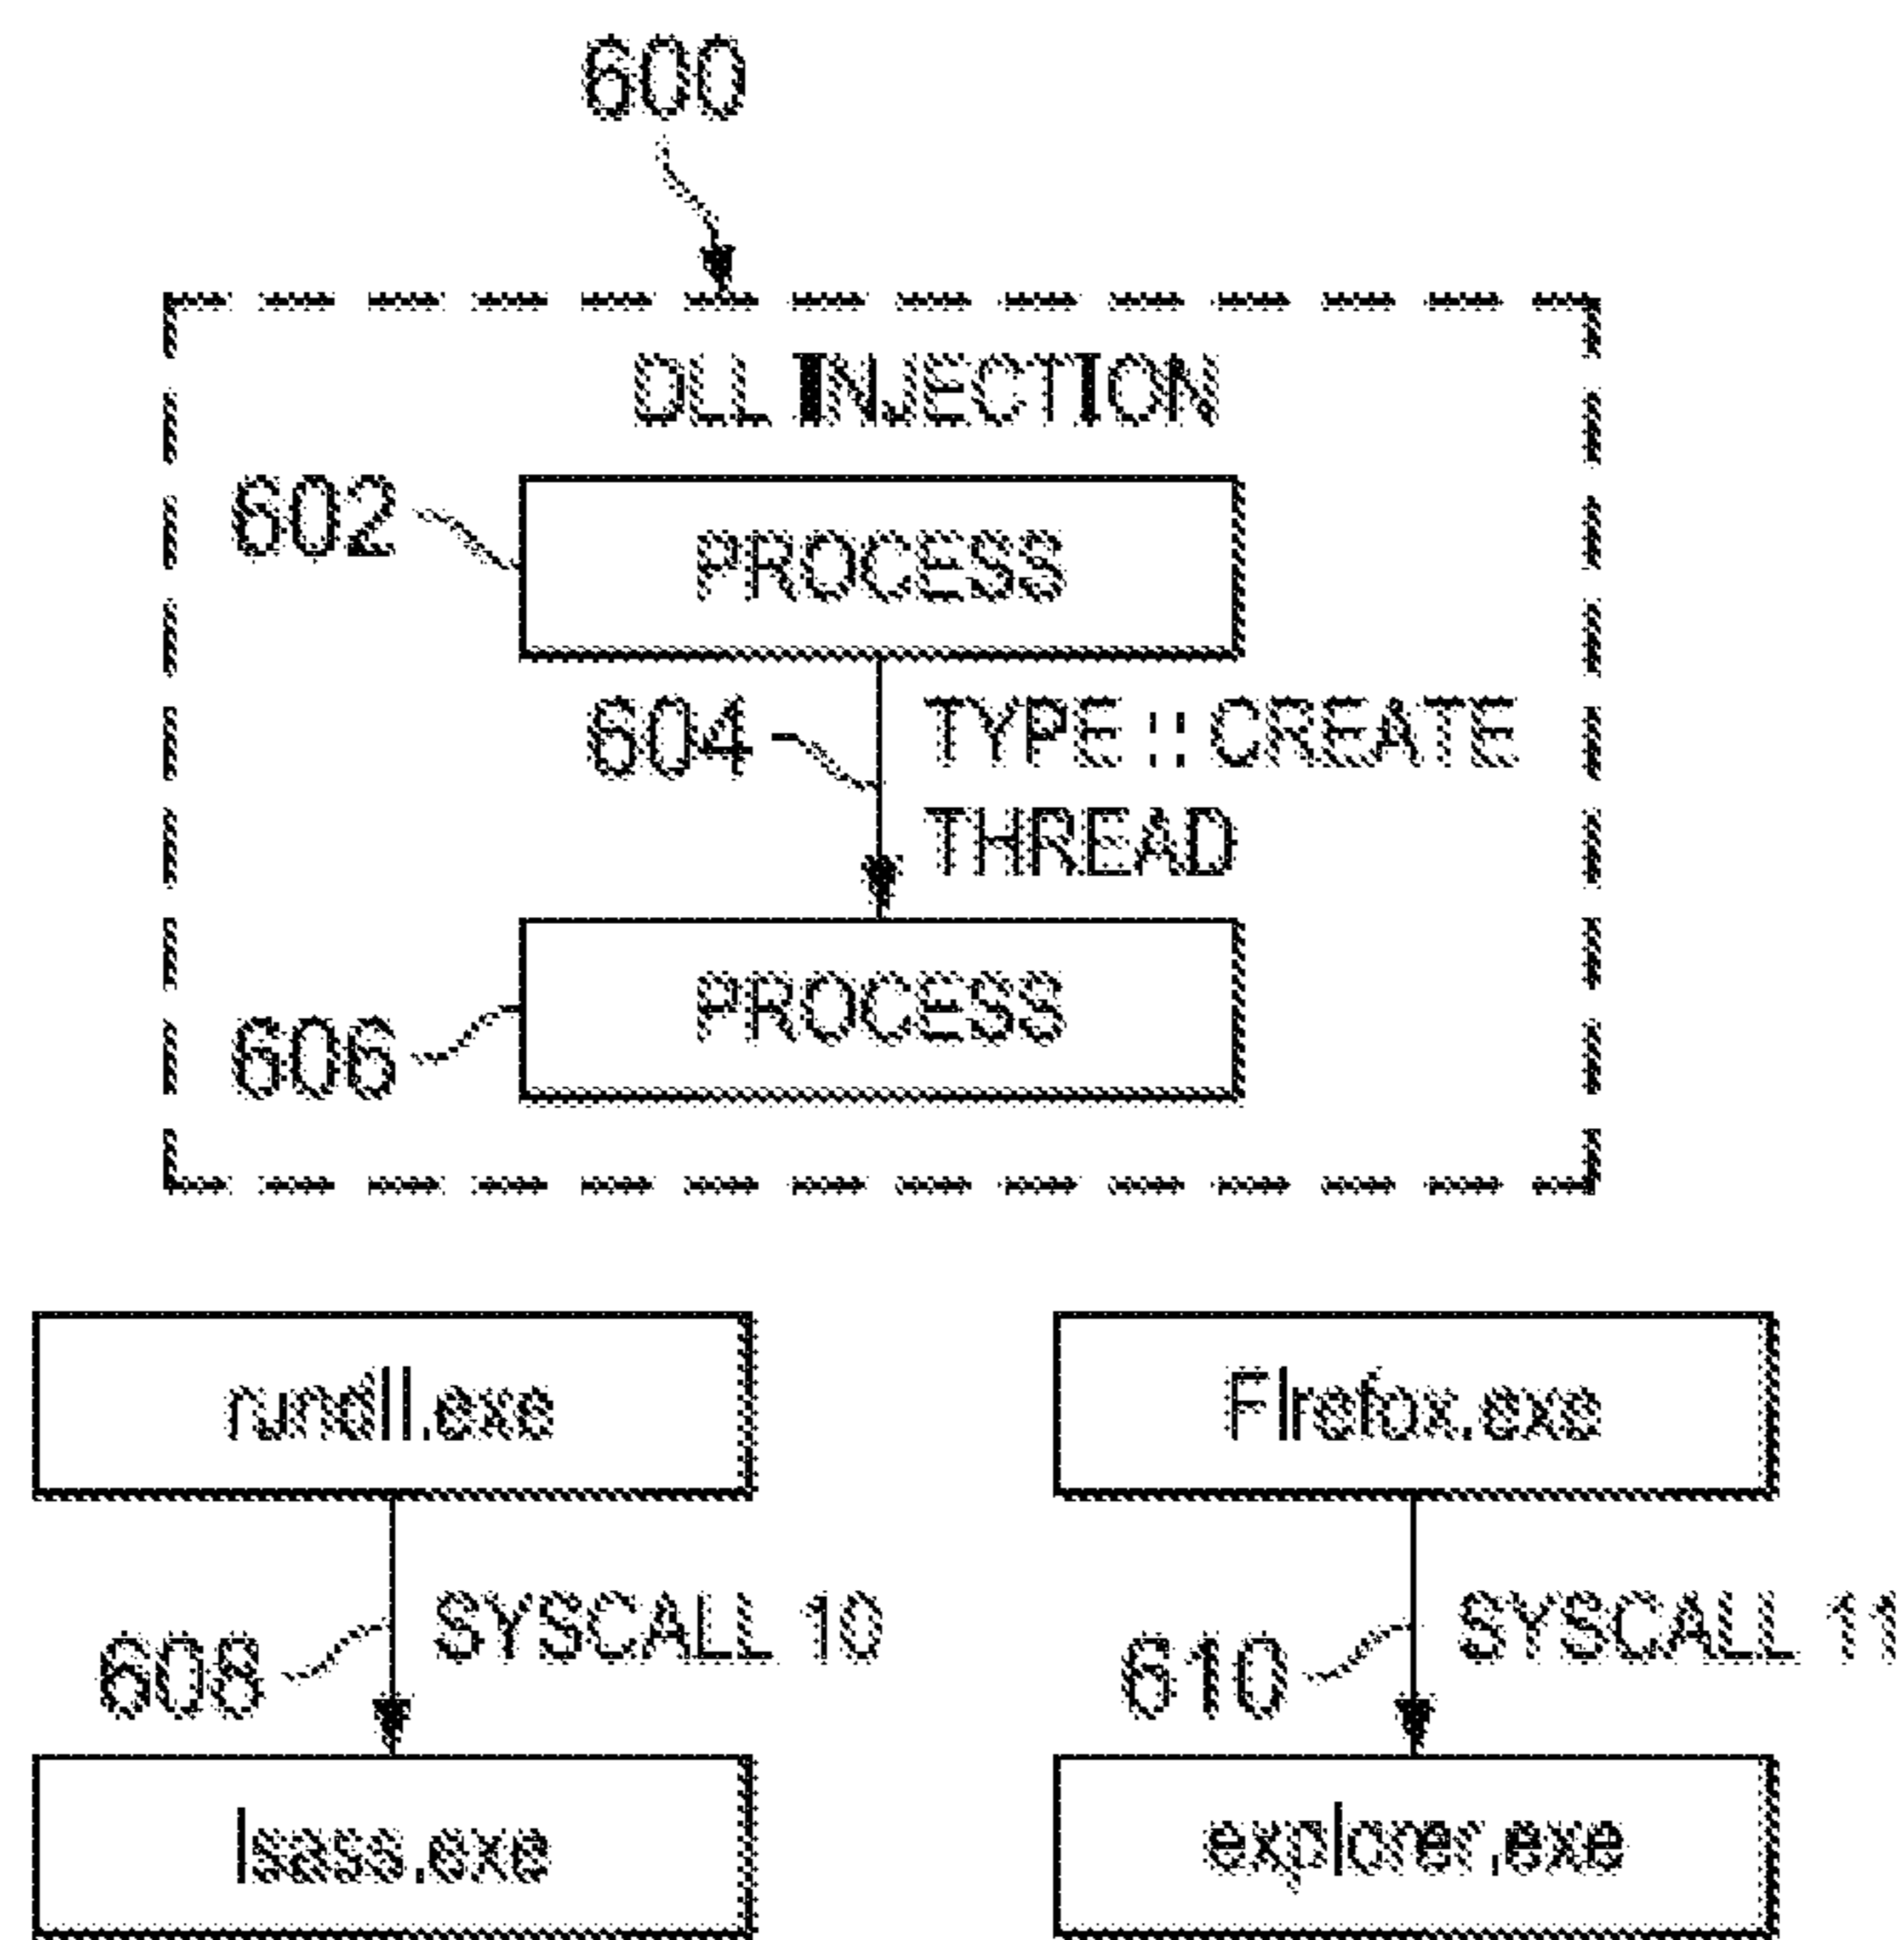 600
DLL INJECTION
602
PROCESS
604
TYPE :: CREATE
THREAD
606
PROCESS
rundll.exe
FIrefox.exe
608
SYSCALL 10
610
SYSCALL 11
lsass.exe
explorer.exe